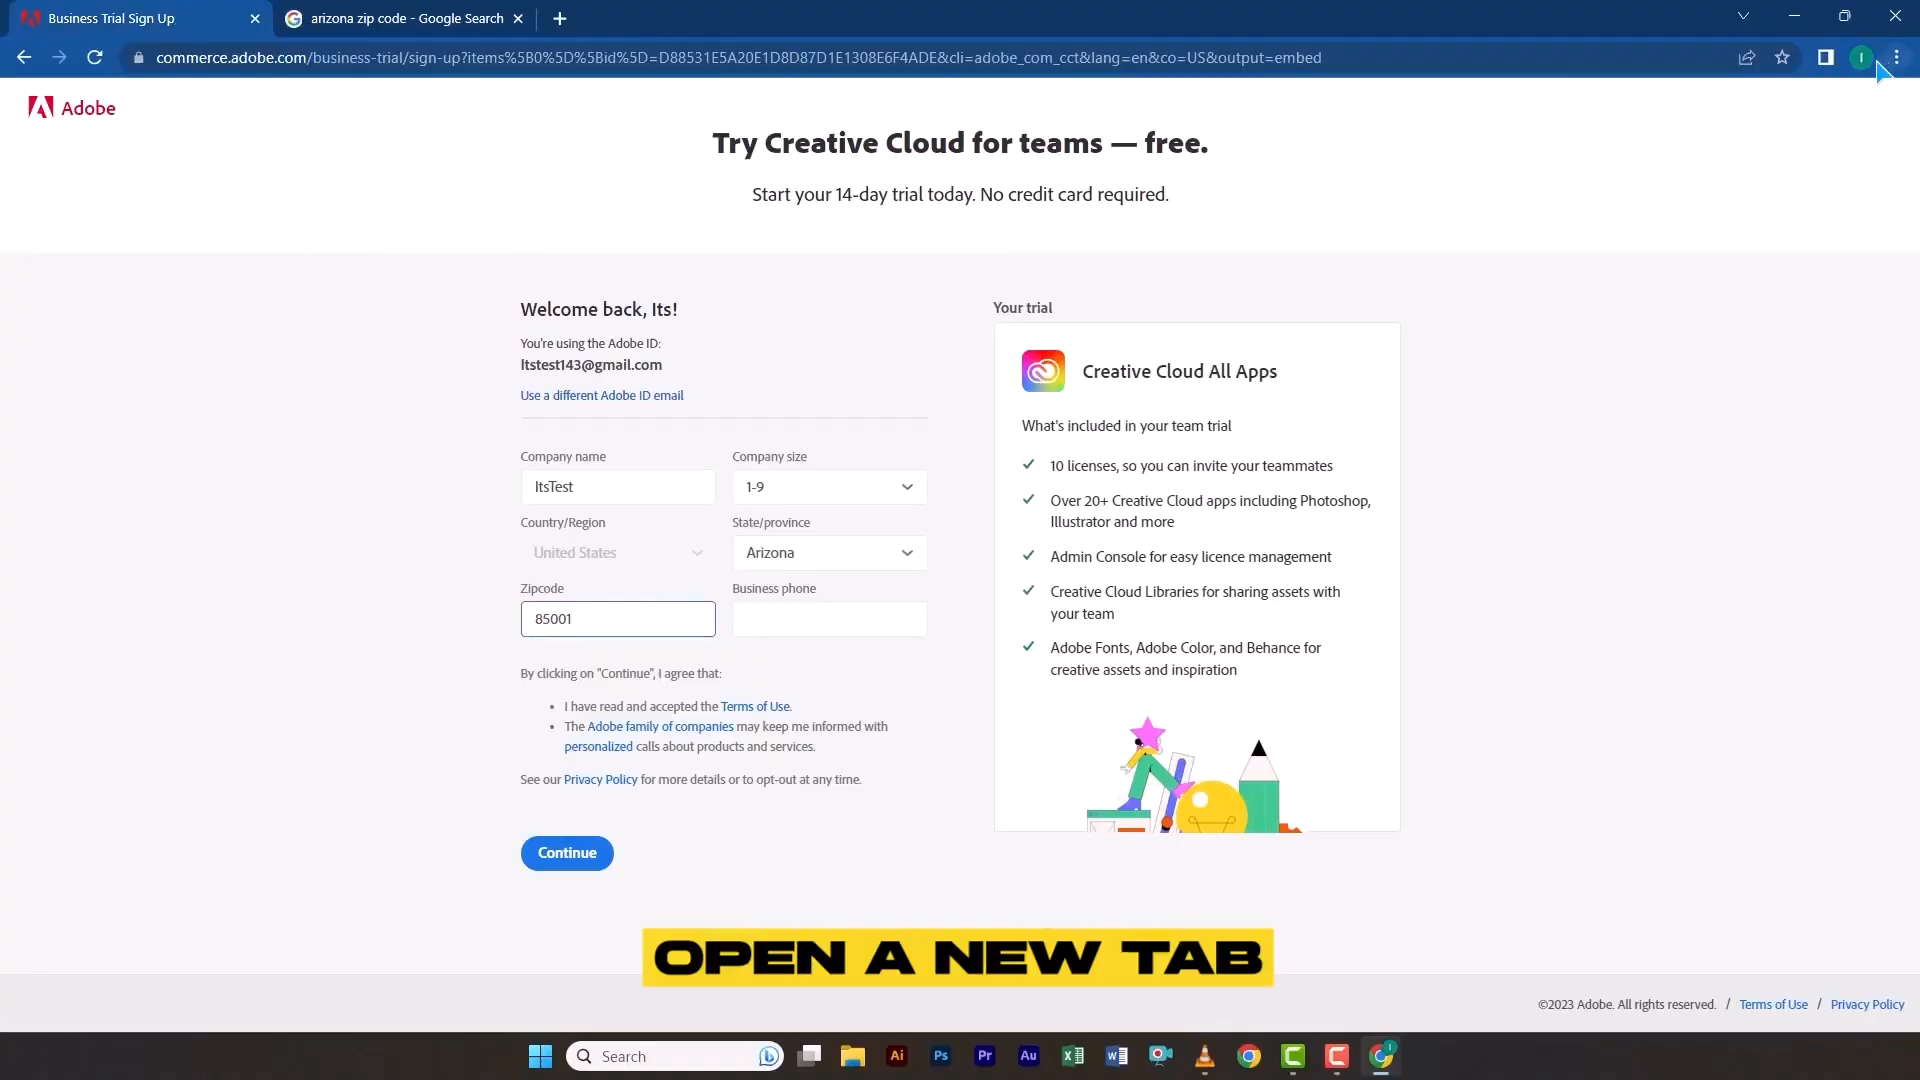 Business Trial Sign Up
arizona zip code - Google Search
commerce.adobe.com/business-trial/sign-up?items%5B0%5D%5Bid%5D=D88531E5A20E1D8D87D1E1308E6F4ADE&cli=adobe_com_cct&lang=en&co=US&output=embed
I
Adobe
Try Creative Cloud for teams — free.
Start your 14-day trial today. No credit card required.
Welcome back, Its!
You're using the Adobe ID:
Itstest143@gmail.com
Use a different Adobe ID email
Company name
Company size
ItsTest
1-9
Country/Region
State/province
United States
Arizona
Zipcode
Business phone
85001
By clicking on "Continue", I agree that:
• I have read and accepted the Terms of Use.
• The Adobe family of companies may keep me informed with
personalized calls about products and services.
See our Privacy Policy for more details or to opt-out at any time.
Continue
Your trial
Creative Cloud All Apps
What's included in your team trial
10 licenses, so you can invite your teammates
Over 20+ Creative Cloud apps including Photoshop,
Illustrator and more
Admin Console for easy licence management
Creative Cloud Libraries for sharing assets with
your team
Adobe Fonts, Adobe Color, and Behance for
creative assets and inspiration
OPEN A NEW TAB
©2023 Adobe. All rights reserved. / Terms of Use / Privacy Policy
Search
Ai
Ps
Pr
Au